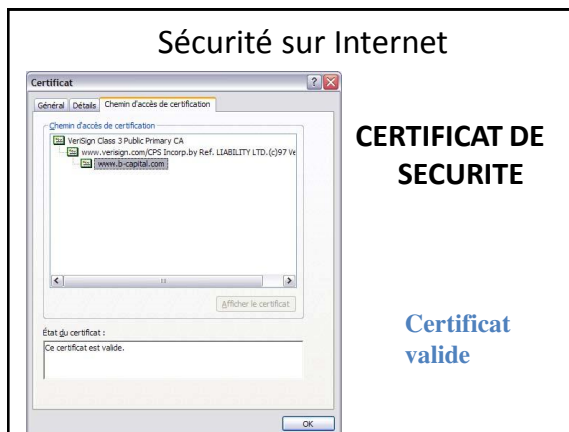 Sécurité sur Internet
Certificat
Général Détails Chemin d'accès de certification
Chemin d'accès de certification
VeriSign Class 3 Public Primary CA
www.verisign.com/CPS Incorp.by Ref. LIABILITY LTD.(c)97 Ve
www.b-capital.com
Afficher le certificat
État du certificat :
Ce certificat est valide.
OK
CERTIFICAT DE
SECURITE
Certificat
valide